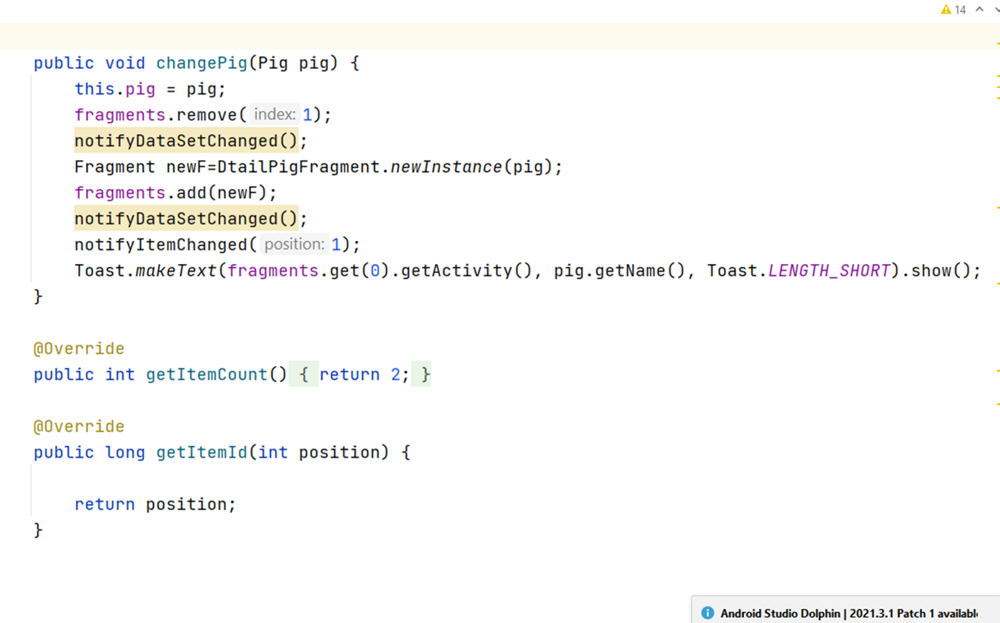 14
public void changePig(Pig pig) {
this.pig = pig;
fragments.remove( index: 1);
notifyDataSetChanged();
Fragment newF=DtailPigFragment.newInstance(pig);
fragments.add(newF);
notifyDataSetChanged();
notifyItemChanged( position: 1);
Toast.makeText(fragments.get(0).getActivity(), pig.getName(), Toast.LENGTH_SHORT).show();
}
@Override
public int getItemCount() { return 2; }
@Override
public long getItemId(int position) {
return position;
}
Android Studio Dolphin | 2021.3.1 Patch 1 availabl